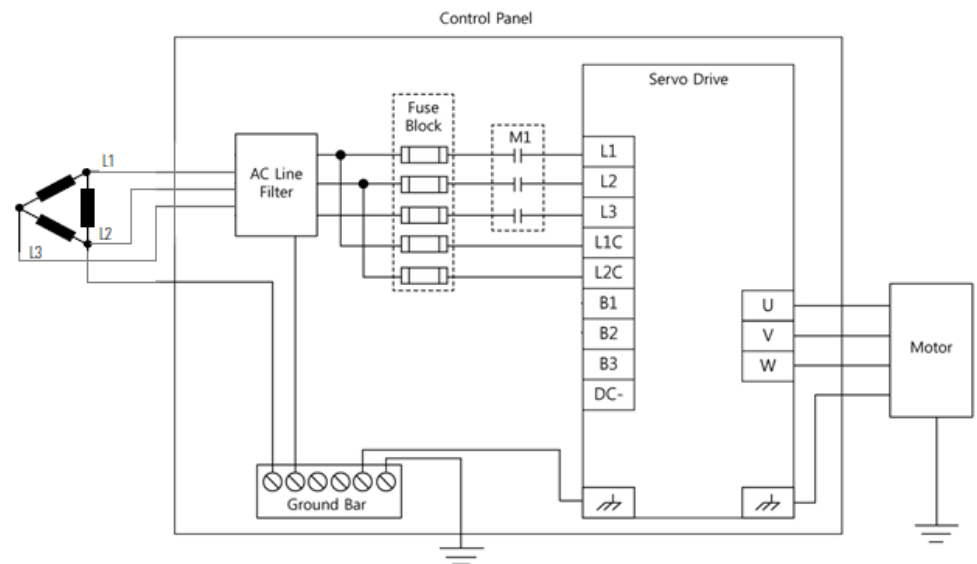 Control Panel
Servo Drive
Fuse
Block
M1
AC Line
Filter
L1
L2
L3
L1
L2
L3
L1C
L2C
B1
B2
B3
DC-
U
V
W
Motor
Ground Bar